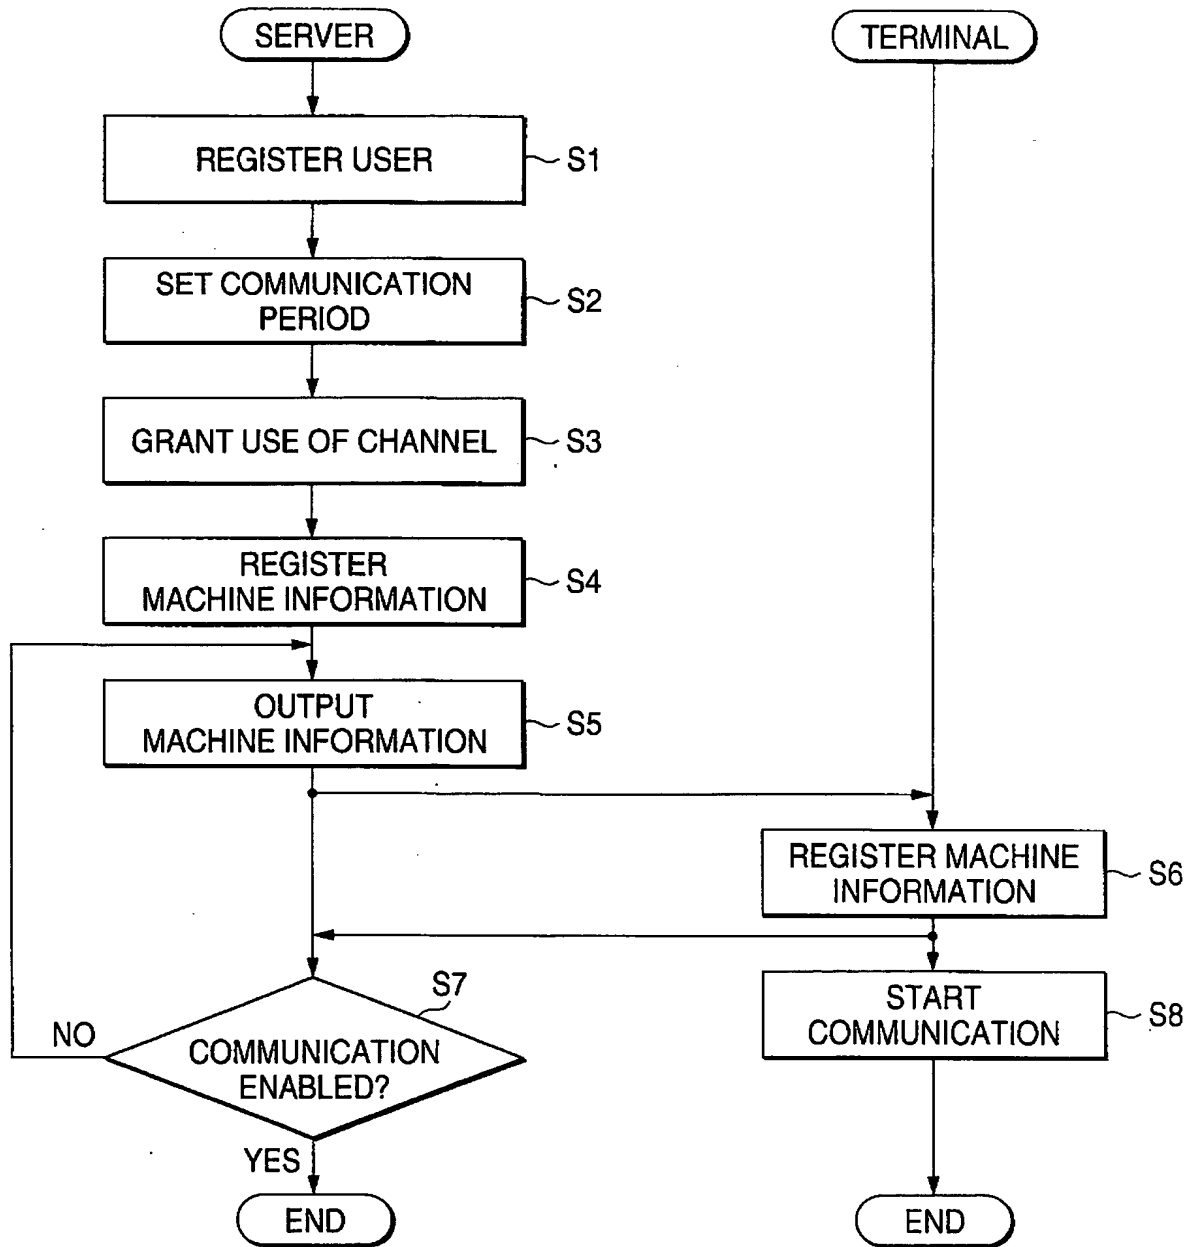 SERVER
TERMINAL
REGISTER USER
S1
SET COMMUNICATION
PERIOD
S2
GRANT USE OF CHANNEL
S3
REGISTER
MACHINE INFORMATION
S4
OUTPUT
MACHINE INFORMATION
S5
REGISTER MACHINE
INFORMATION
S6
S7
COMMUNICATION
ENABLED?
NO
YES
START
COMMUNICATION
S8
END
END